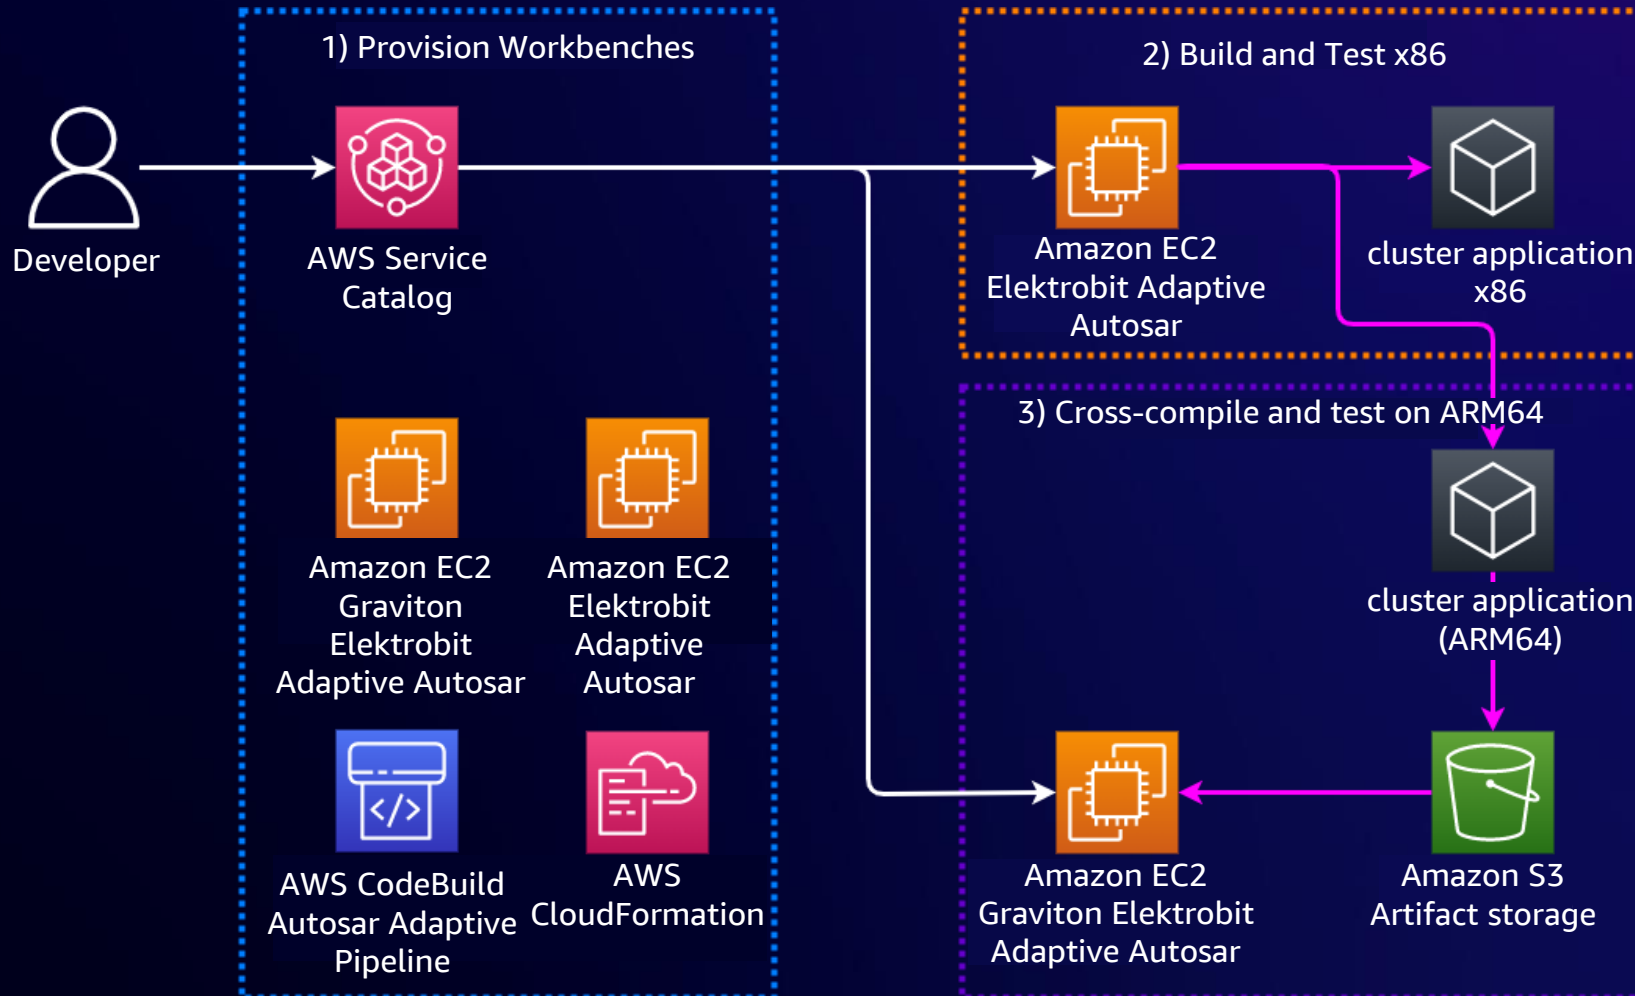 1) Provision Workbenches
2) Build and Test x86
Developer
AWS Service
Catalog
Amazon EC2
Elektrobit Adaptive
Autosar
cluster application
x86
3) Cross-compile and test on ARM64
Amazon EC2
Graviton
Elektrobit
Adaptive Autosar
Amazon EC2
Elektrobit
Adaptive
Autosar
cluster application
(ARM64)
AWS CodeBuild
Autosar Adaptive
Pipeline
AWS
CloudFormation
Amazon EC2
Graviton Elektrobit
Adaptive Autosar
Amazon S3
Artifact storage